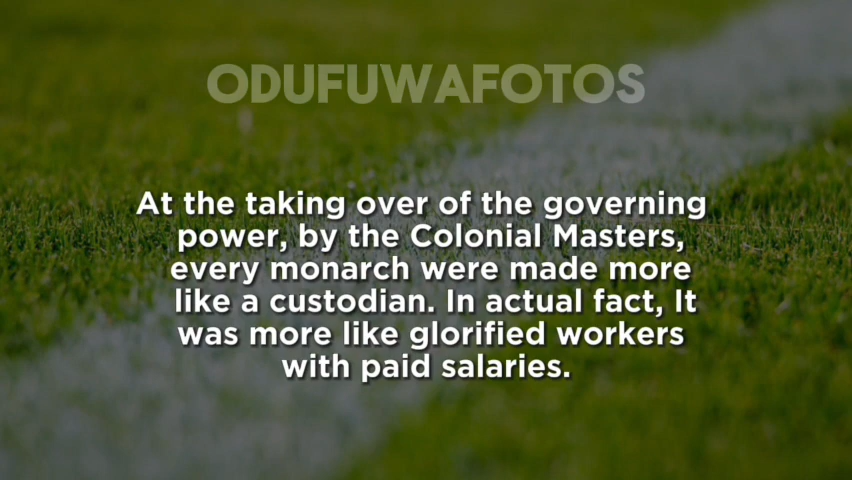 ODUFUWAFOTOS
At the taking over of the governing
power, by the Colonial Masters,
every monarch were made more
like a custodian. In actual fact, It
was more like glorified workers
with paid salaries.